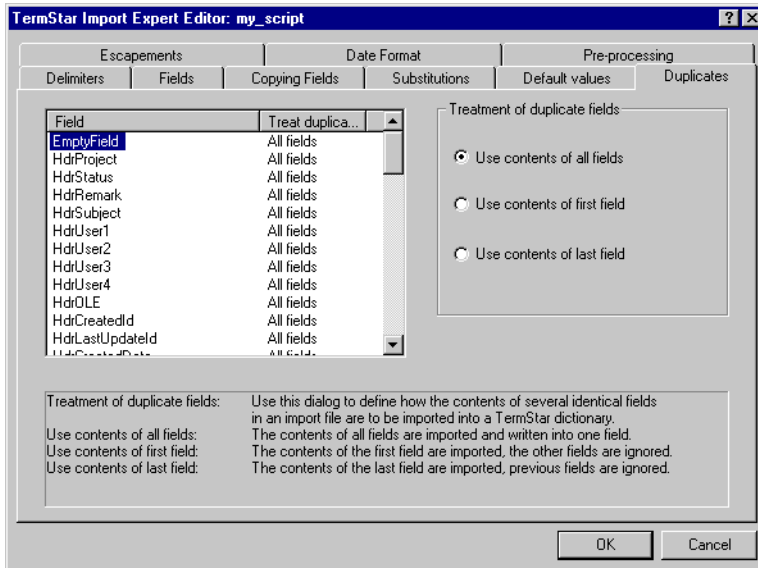 TermStar Import Expert Editor: my_script
Escapements Date Format Pre-processing
Delimiters Fields Copying Fields Substitutions Default values Duplicates
Field Treat duplica...
EmptyField All fields
HdrProject All fields
HdrStatus All fields
HdrRemark All fields
HdrSubject All fields
HdrUser1 All fields
HdrUser2 All fields
HdrUser3 All fields
HdrUser4 All fields
HdrOLE All fields
HdrCreatedId All fields
HdrLastUpdateId All fields
HdrCreatedDate All fields
Treatment of duplicate fields
Use contents of all fields
Use contents of first field
Use contents of last field
Treatment of duplicate fields: Use this dialog to define how the contents of several identical fields
in an import file are to be imported into a TermStar dictionary.
Use contents of all fields: The contents of all fields are imported and written into one field.
Use contents of first field: The contents of the first field are imported, the other fields are ignored.
Use contents of last field: The contents of the last field are imported, previous fields are ignored.
OK Cancel